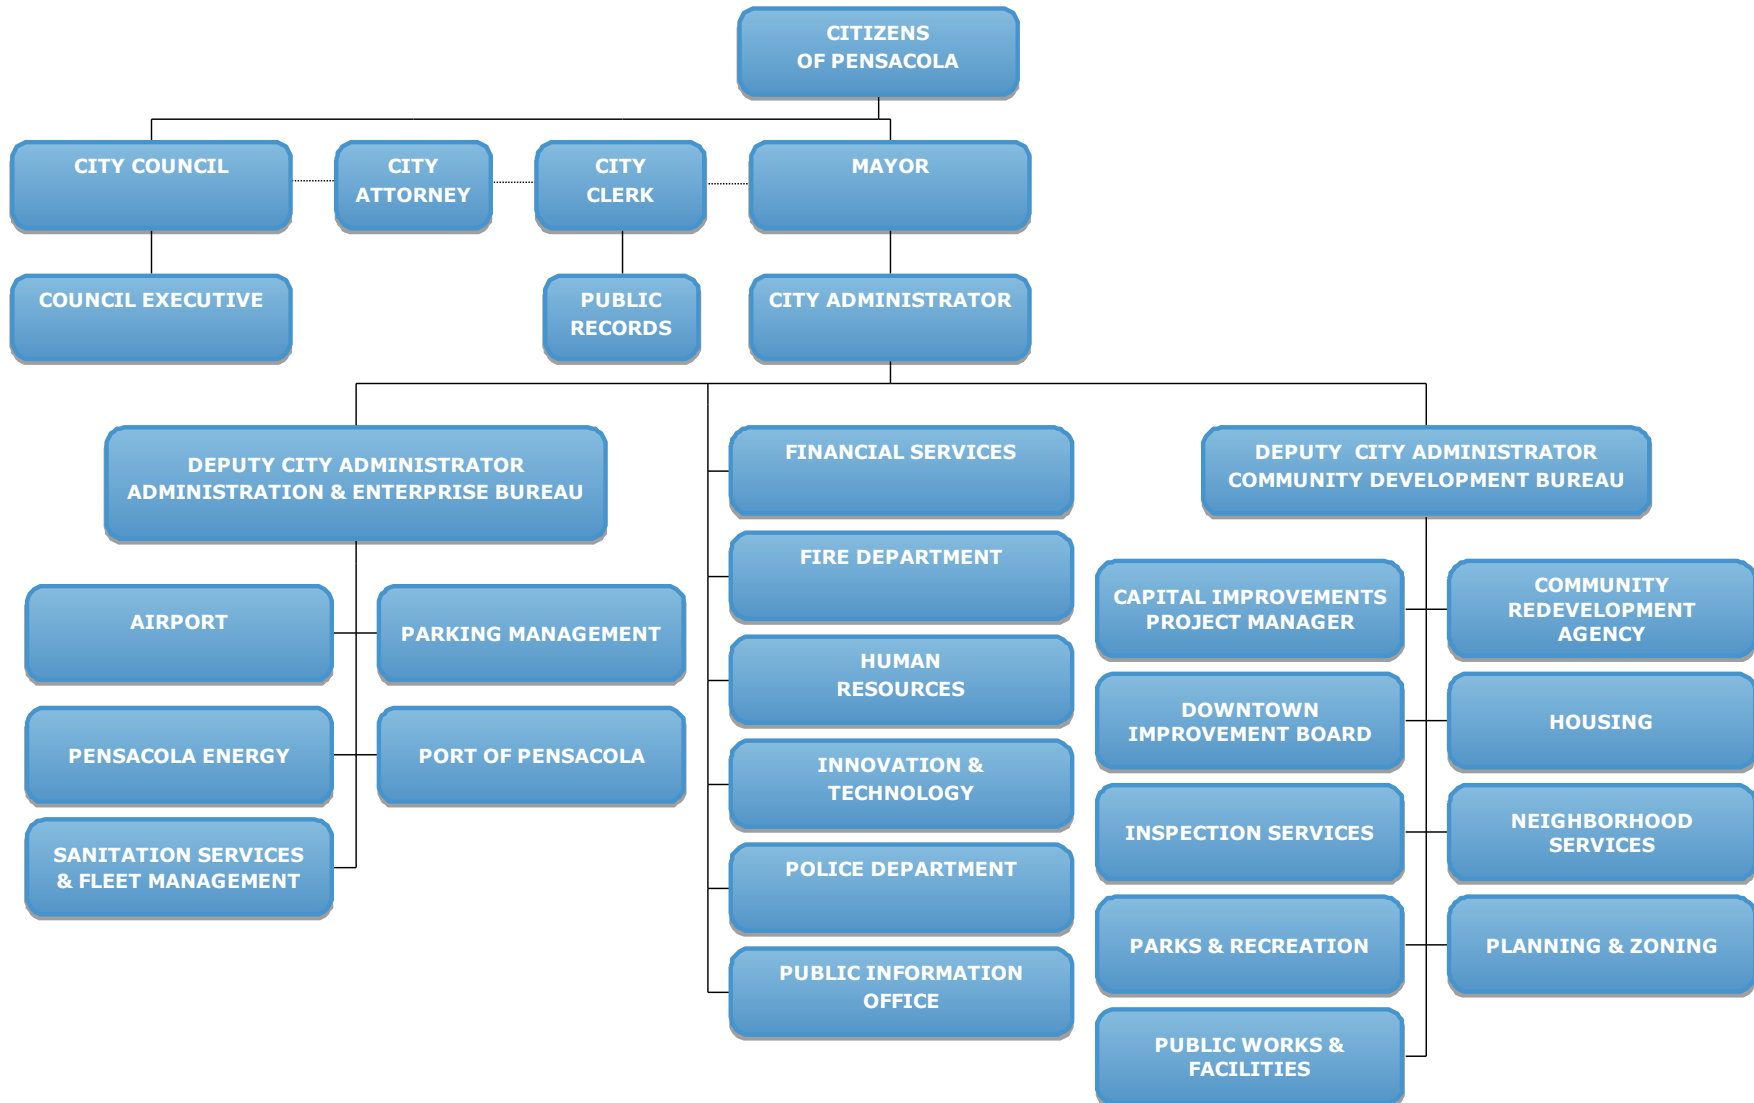 CITIZENS
OF PENSACOLA
CITY COUNCIL
CITY
ATTORNEY
CITY
CLERK
MAYOR
COUNCIL EXECUTIVE
PUBLIC
RECORDS
CITY ADMINISTRATOR
DEPUTY CITY ADMINISTRATOR
ADMINISTRATION & ENTERPRISE BUREAU
AIRPORT
PARKING MANAGEMENT
PENSACOLA ENERGY
PORT OF PENSACOLA
SANITATION SERVICES
& FLEET MANAGEMENT
FINANCIAL SERVICES
FIRE DEPARTMENT
HUMAN
RESOURCES
INNOVATION &
TECHNOLOGY
POLICE DEPARTMENT
PUBLIC INFORMATION
OFFICE
DEPUTY CITY ADMINISTRATOR
COMMUNITY DEVELOPMENT BUREAU
CAPITAL IMPROVEMENTS
PROJECT MANAGER
COMMUNITY
REDEVELOPMENT
AGENCY
DOWNTOWN
IMPROVEMENT BOARD
HOUSING
INSPECTION SERVICES
NEIGHBORHOOD
SERVICES
PARKS & RECREATION
PLANNING & ZONING
PUBLIC WORKS &
FACILITIES